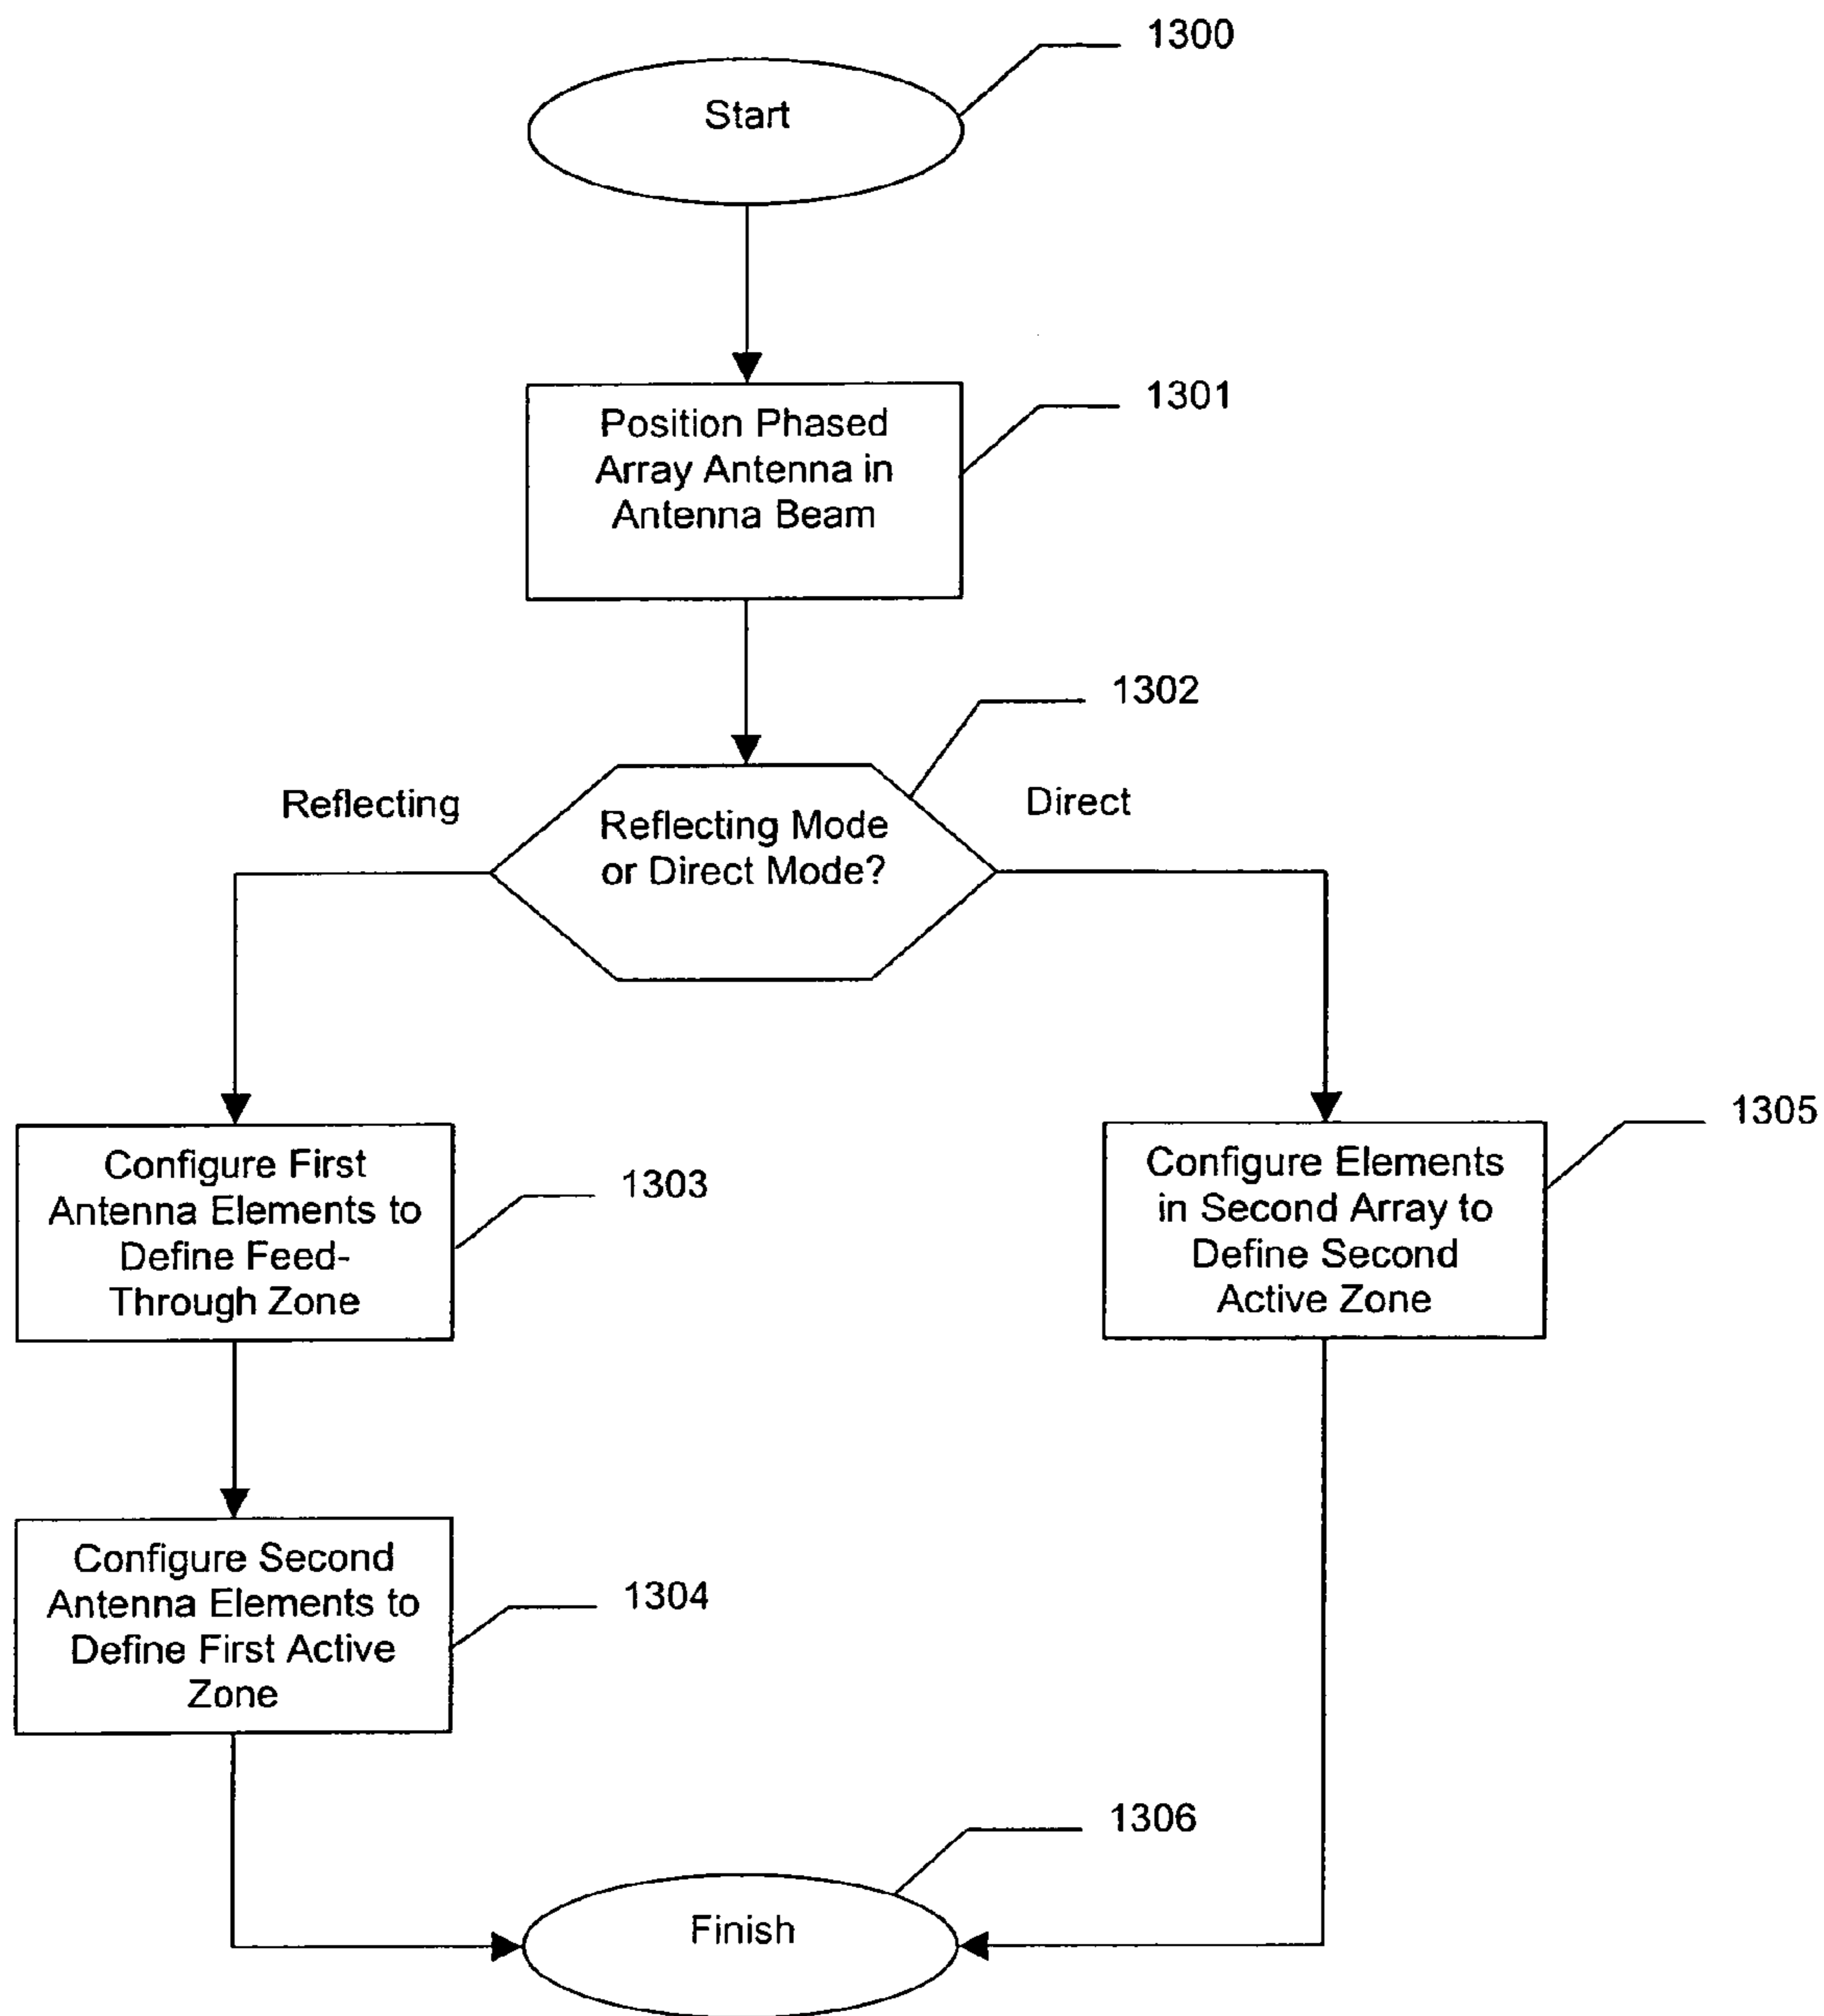 1300
Start
1301
Position Phased
Array Antenna in
Antenna Beam
1302
Reflecting
Direct
Reflecting Mode
or Direct Mode?
1303
Configure First
Antenna Elements to
Define Feed-
Through Zone
1305
Configure Elements
in Second Array to
Define Second
Active Zone
1304
Configure Second
Antenna Elements to
Define First Active
Zone
1306
Finish